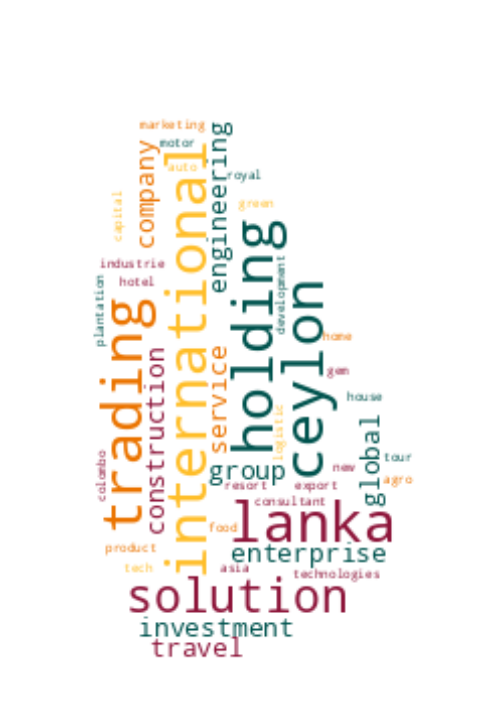 marketing
motor
company
auto
engineering
international
royal
capital
green
holding
industrie
hotel
plantation
development
ceylon
trading
home
construction
service
gem
house
logistic
global
colombo
group
tour
new
agro
resort
export
consultant
lanka
food
product
enterprise
tech
asia
technologies
solution
investment
travel